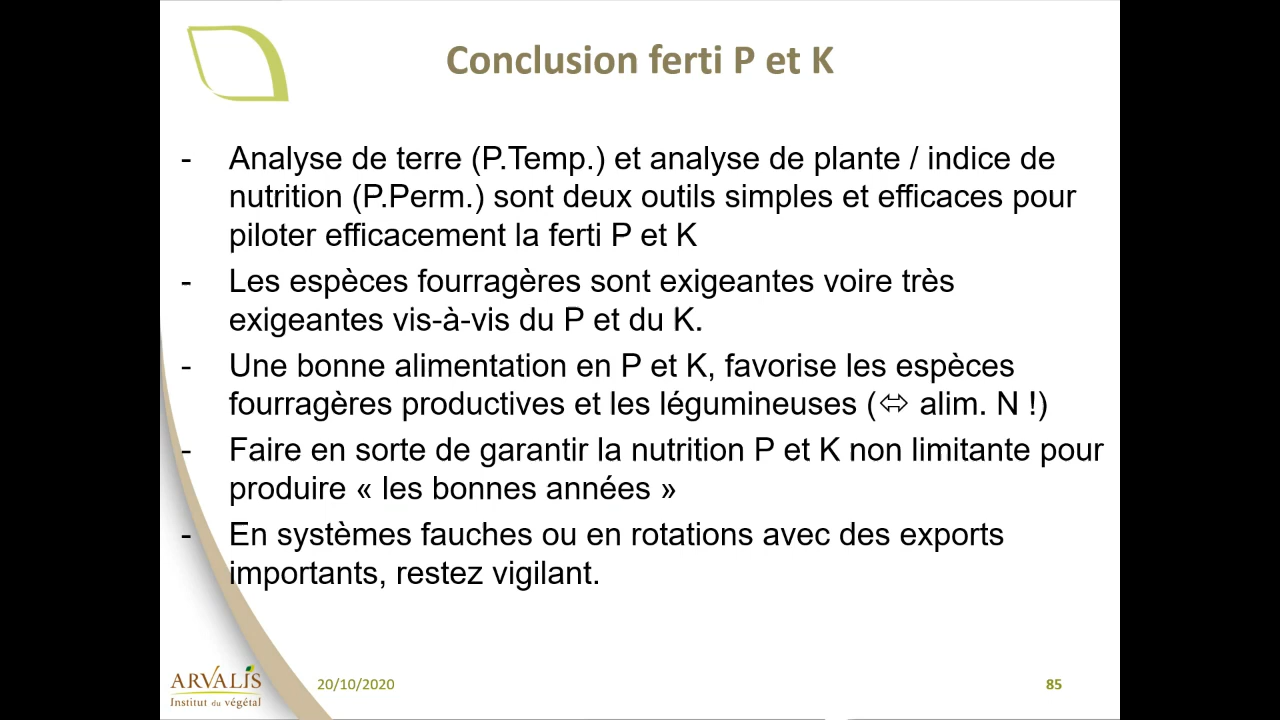 Conclusion ferti P et K
- Analyse de terre (P.Temp.) et analyse de plante / indice de
nutrition (P.Perm.) sont deux outils simples et efficaces pour
piloter efficacement la ferti P et K
- Les espèces fourragères sont exigeantes voire très
exigeantes vis-à-vis du P et du K.
- Une bonne alimentation en P et K, favorise les espèces
fourragères productives et les légumineuses (⇔ alim. N !)
- Faire en sorte de garantir la nutrition P et K non limitante pour
produire « les bonnes années »
- En systèmes fauches ou en rotations avec des exports
importants, restez vigilant.
ARVALIS
Institut du végétal
20/10/2020
85